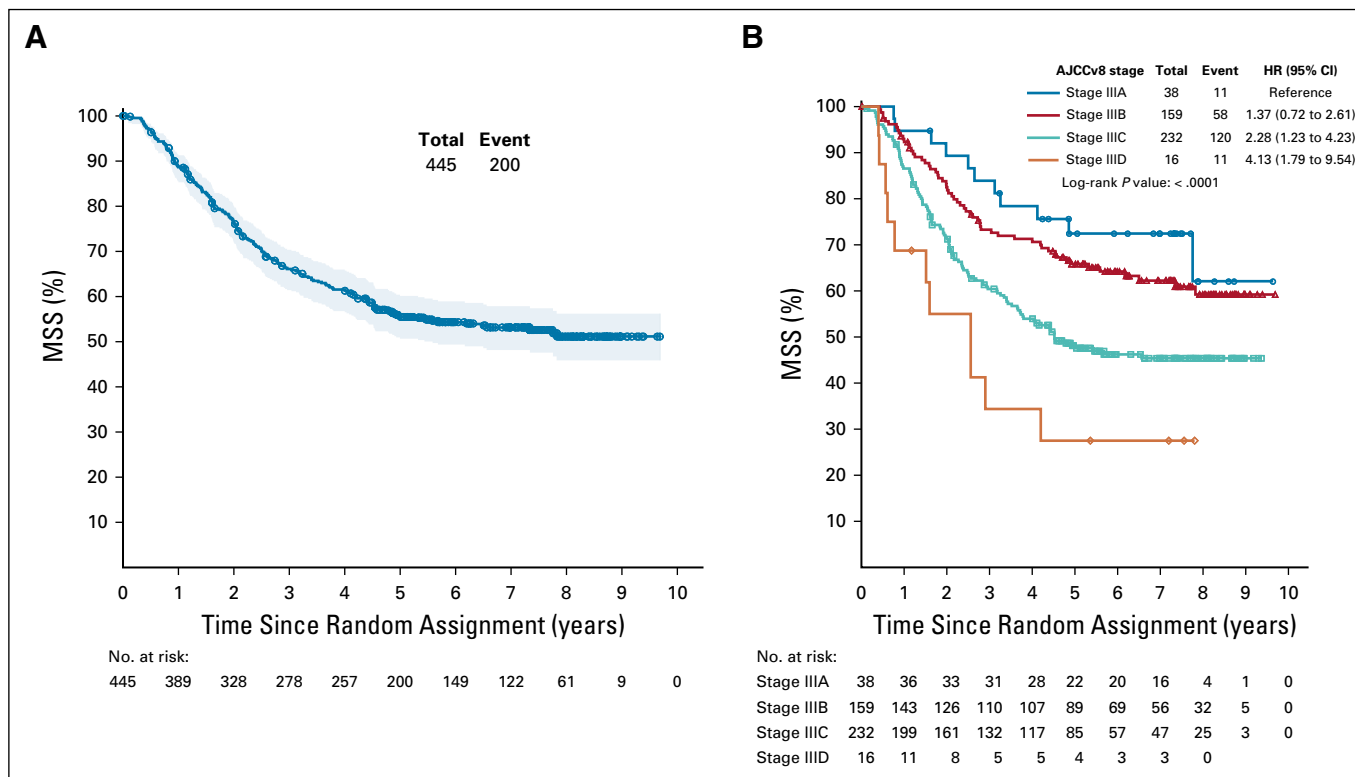 A
Total Event
445 200
100
90
80
70
60
50
40
30
20
10
MSS (%)
0 1 2 3 4 5 6 7 8 9 10
Time Since Random Assignment (years)
No. at risk:
445 389 328 278 257 200 149 122 61 9 0
B
AJCCv8 stage Total Event HR (95% CI)
Stage IIIA 38 11 Reference
Stage IIIB 159 58 1.37 (0.72 to 2.61)
Stage IIIC 232 120 2.28 (1.23 to 4.23)
Stage IIID 16 11 4.13 (1.79 to 9.54)
Log-rank P value: < .0001
100
90
80
70
60
50
40
30
20
10
MSS (%)
0 1 2 3 4 5 6 7 8 9 10
Time Since Random Assignment (years)
No. at risk:
Stage IIIA 38 36 33 31 28 22 20 16 4 1 0
Stage IIIB 159 143 126 110 107 89 69 56 32 5 0
Stage IIIC 232 199 161 132 117 85 57 47 25 3 0
Stage IIID 16 11 8 5 5 4 3 3 0